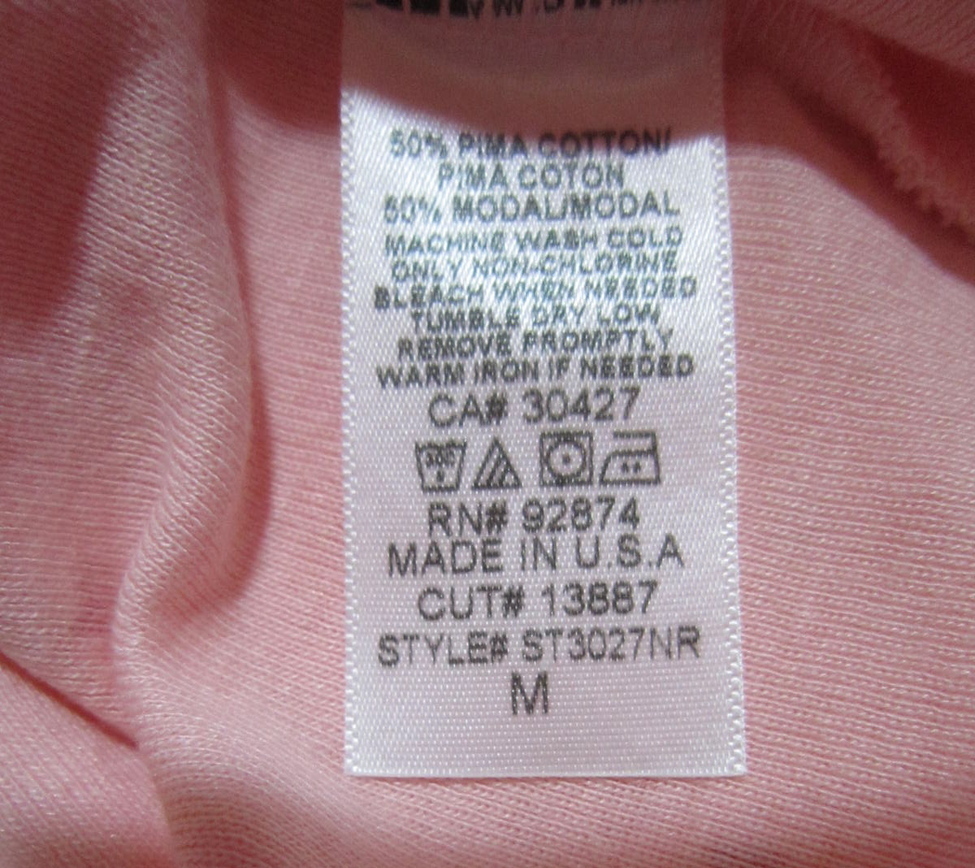 50% PIMA COTTON/
PIMA COTON
50% MODAL/MODAL
MACHINE WASH COLD
ONLY NON-CHLORINE
BLEACH WHEN NEEDED
TUMBLE DRY LOW
REMOVE PROMPTLY
WARM IRON IF NEEDED
CA# 30427
RN# 92874
MADE IN U.S.A
CUT# 13887
STYLE# ST3027NR
M